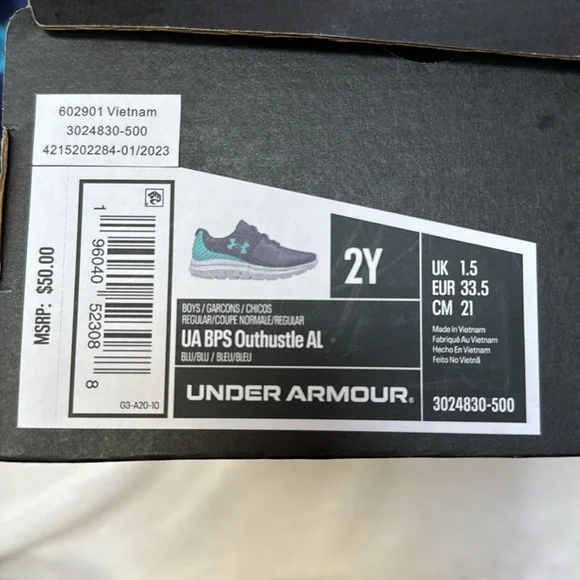 602901 Vietnam
3024830-500
4215202284-01/2023
MSRP: $50.00
1 96040 52308 8
G3-A20-10
2Y
BOYS / GARCONS / CHICOS
REGULAR/COUPE NORMALE/REGULAR
UA BPS Outhustle AL
BLU/BLU / BLEU/BLEU
UNDER ARMOUR®
UK 1.5
EUR 33.5
CM 21
Made In Vietnam
Fabriqué Au Vietnam
Hecho En Vietnam
Feito No Vietnã
3024830-500